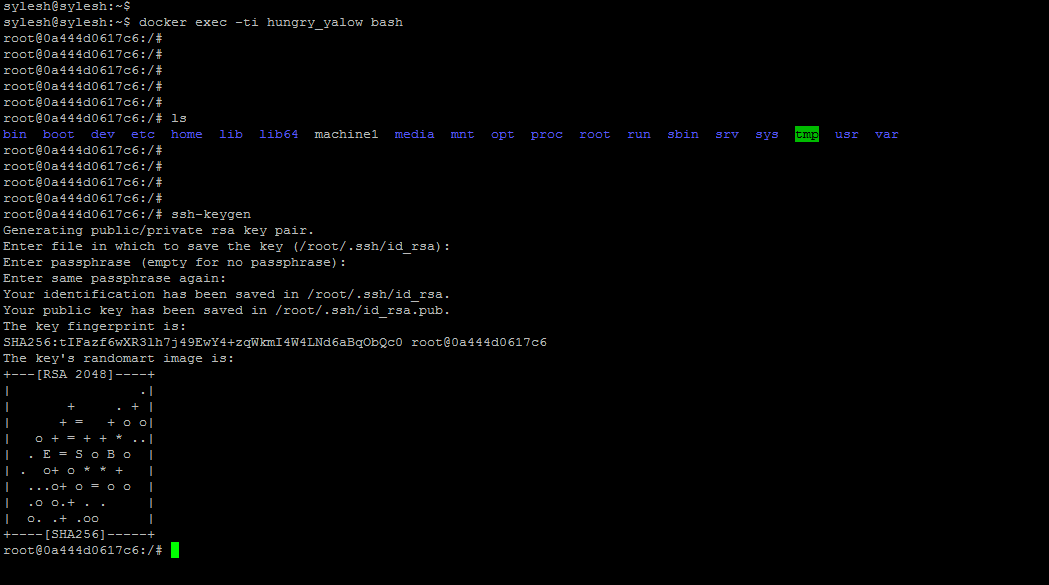 sylesh@sylesh:~$
sylesh@sylesh:~$ docker exec -ti hungry_yalow bash
root@0a444d0617c6:/#
root@0a444d0617c6:/#
root@0a444d0617c6:/#
root@0a444d0617c6:/#
root@0a444d0617c6:/#
root@0a444d0617c6:/# ls
bin  boot  dev  etc  home  lib  lib64  machine1  media  mnt  opt  proc  root  run  sbin  srv  sys  tmp  usr  var
root@0a444d0617c6:/#
root@0a444d0617c6:/#
root@0a444d0617c6:/#
root@0a444d0617c6:/#
root@0a444d0617c6:/# ssh-keygen
Generating public/private rsa key pair.
Enter file in which to save the key (/root/.ssh/id_rsa):
Enter passphrase (empty for no passphrase):
Enter same passphrase again:
Your identification has been saved in /root/.ssh/id_rsa.
Your public key has been saved in /root/.ssh/id_rsa.pub.
The key fingerprint is:
SHA256:tIFazf6wXR3lh7j49EwY4+zqWkmI4W4LNd6aBqObQc0 root@0a444d0617c6
The key's randomart image is:
+---[RSA 2048]----+
|                .|
|       +     . + |
|      + =   + o o|
|   o + = + + * ..|
|  . E = S o B o  |
| .  o+ o * * +   |
|  ...o+ o = o o  |
|  .o o.+ . .     |
|  o. .+ .oo      |
+----[SHA256]-----+
root@0a444d0617c6:/#